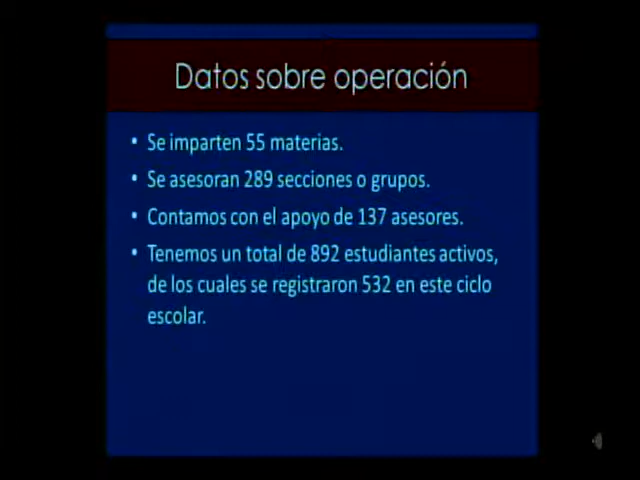 Datos sobre operación
• Se imparten 55 materias.
• Se asesoran 289 secciones o grupos.
• Contamos con el apoyo de 137 asesores.
• Tenemos un total de 892 estudiantes activos,
de los cuales se registraron 532 en este ciclo
escolar.